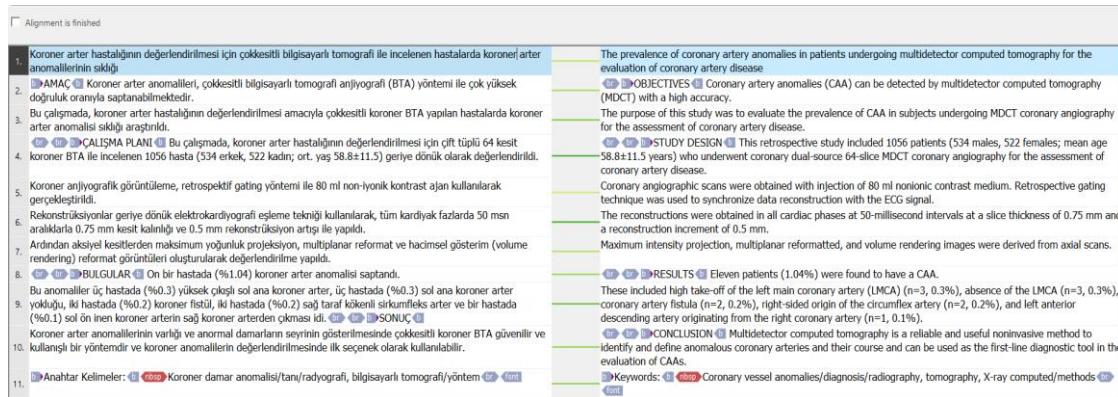 Alignment is finished
1.
Koroner arter hastalığının değerlendirilmesi için çokkesitli bilgisayarlı tomografi ile incelenen hastalarda koroner arter
anomalilerinin sıklığı
The prevalence of coronary artery anomalies in patients undergoing multidetector computed tomography for the
evaluation of coronary artery disease
2.
b AMAÇ b Koroner arter anomalileri, çokkesitli bilgisayarlı tomografi anjiyografi (BTA) yöntemi ile çok yüksek
doğruluk oranıyla saptanabilmektedir.
br b OBJECTIVES b Coronary artery anomalies (CAA) can be detected by multidetector computed tomography
(MDCT) with a high accuracy.
3.
Bu çalışmada, koroner arter hastalığının değerlendirilmesi amacıyla çokkesitli koroner BTA yapılan hastalarda koroner
arter anomalisi sıklığı araştırıldı.
The purpose of this study was to evaluate the prevalence of CAA in subjects undergoing MDCT coronary angiography
for the assessment of coronary artery disease.
4.
br br b ÇALIŞMA PLANI b Bu çalışmada, koroner arter hastalığının değerlendirilmesi için çift tüplü 64 kesit
koroner BTA ile incelenen 1056 hasta (534 erkek, 522 kadın; ort. yaş 58.8±11.5) geriye dönük olarak değerlendirildi.
br br b STUDY DESIGN b This retrospective study included 1056 patients (534 males, 522 females; mean age
58.8±11.5 years) who underwent coronary dual-source 64-slice MDCT coronary angiography for the assessment of
coronary artery disease.
5.
Koroner anjiyografik görüntüleme, retrospektif gating yöntemi ile 80 ml non-iyonik kontrast ajan kullanılarak
gerçekleştirildi.
Coronary angiographic scans were obtained with injection of 80 ml nonionic contrast medium. Retrospective gating
technique was used to synchronize data reconstruction with the ECG signal.
6.
Rekonstrüksiyonlar geriye dönük elektrokardiyografi eşleme tekniği kullanılarak, tüm kardiyak fazlarda 50 msn
aralıklarla 0.75 mm kesit kalınlığı ve 0.5 mm rekonstrüksiyon artışı ile yapıldı.
The reconstructions were obtained in all cardiac phases at 50-millisecond intervals at a slice thickness of 0.75 mm and
a reconstruction increment of 0.5 mm.
7.
Ardından aksiyel kesitlerden maksimum yoğunluk projeksiyon, multiplanar reformat ve hacimsel gösterim (volume
rendering) reformat görüntüleri oluşturularak değerlendirilme yapıldı.
Maximum intensity projection, multiplanar reformatted, and volume rendering images were derived from axial scans.
8.
br br b BULGULAR b On bir hastada (%1.04) koroner arter anomalisi saptandı.
br br b RESULTS b Eleven patients (1.04%) were found to have a CAA.
9.
Bu anomaliler üç hastada (%0.3) yüksek çıkışlı sol ana koroner arter, üç hastada (%0.3) sol ana koroner arter
yokluğu, iki hastada (%0.2) koroner fistül, iki hastada (%0.2) sağ taraf kökenli sirkumfleks arter ve bir hastada
(%0.1) sol ön inen koroner arterin sağ koroner arterden çıkması idi. br br b SONUÇ b
These included high take-off of the left main coronary artery (LMCA) (n=3, 0.3%), absence of the LMCA (n=3, 0.3%),
coronary artery fistula (n=2, 0.2%), right-sided origin of the circumflex artery (n=2, 0.2%), and left anterior
descending artery originating from the right coronary artery (n=1, 0.1%).
10.
Koroner arter anomalilerinin varlığı ve anormal damarların seyrinin gösterilmesinde çokkesitli koroner BTA güvenilir ve
kullanışlı bir yöntemdir ve koroner anomalilerin değerlendirilmesinde ilk seçenek olarak kullanılabilir.
br br b CONCLUSION b Multidetector computed tomography is a reliable and useful noninvasive method to
identify and define anomalous coronary arteries and their course and can be used as the first-line diagnostic tool in the
evaluation of CAAs.
11.
b Anahtar Kelimeler: b nbsp Koroner damar anomalisi/tanı/radyografi, bilgisayarlı tomografi/yöntem br font
b Keywords: b nbsp Coronary vessel anomalies/diagnosis/radiography, tomography, X-ray computed/methods br
font